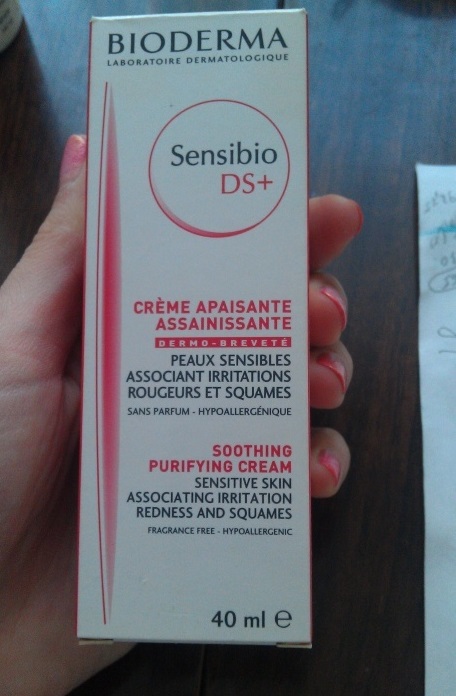 BIODERMA
LABORATOIRE DERMATOLOGIQUE
Sensibio
DS+
CRÈME APAISANTE
ASSAINISSANTE
DERMO-BREVETÉ
PEAUX SENSIBLES
ASSOCIANT IRRITATIONS
ROUGEURS ET SQUAMES
SANS PARFUM - HYPOALLERGÉNIQUE
SOOTHING
PURIFYING CREAM
SENSITIVE SKIN
ASSOCIATING IRRITATION
REDNESS AND SQUAMES
FRAGRANCE FREE - HYPOALLERGENIC
40 ml e